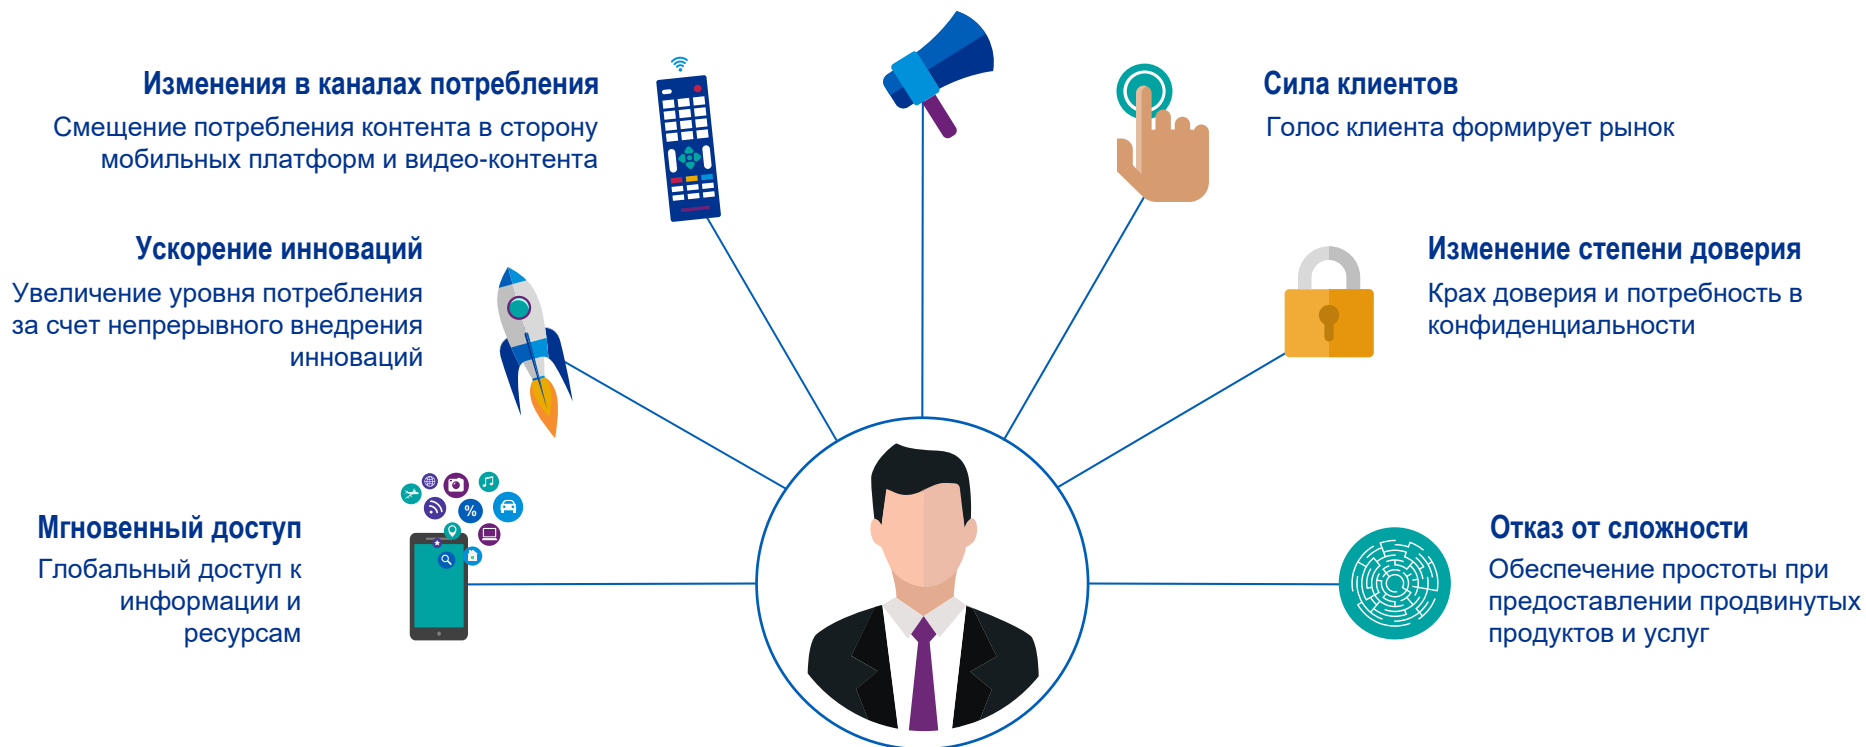 Изменения в каналах потребления
Смещение потребления контента в сторону
мобильных платформ и видео-контента
Ускорение инноваций
Увеличение уровня потребления
за счет непрерывного внедрения
инноваций
Мгновенный доступ
Глобальный доступ к
информации и
ресурсам
%
Сила клиентов
Голос клиента формирует рынок
Изменение степени доверия
Крах доверия и потребность в
конфиденциальности
Отказ от сложности
Обеспечение простоты при
предоставлении продвинутых
продуктов и услуг